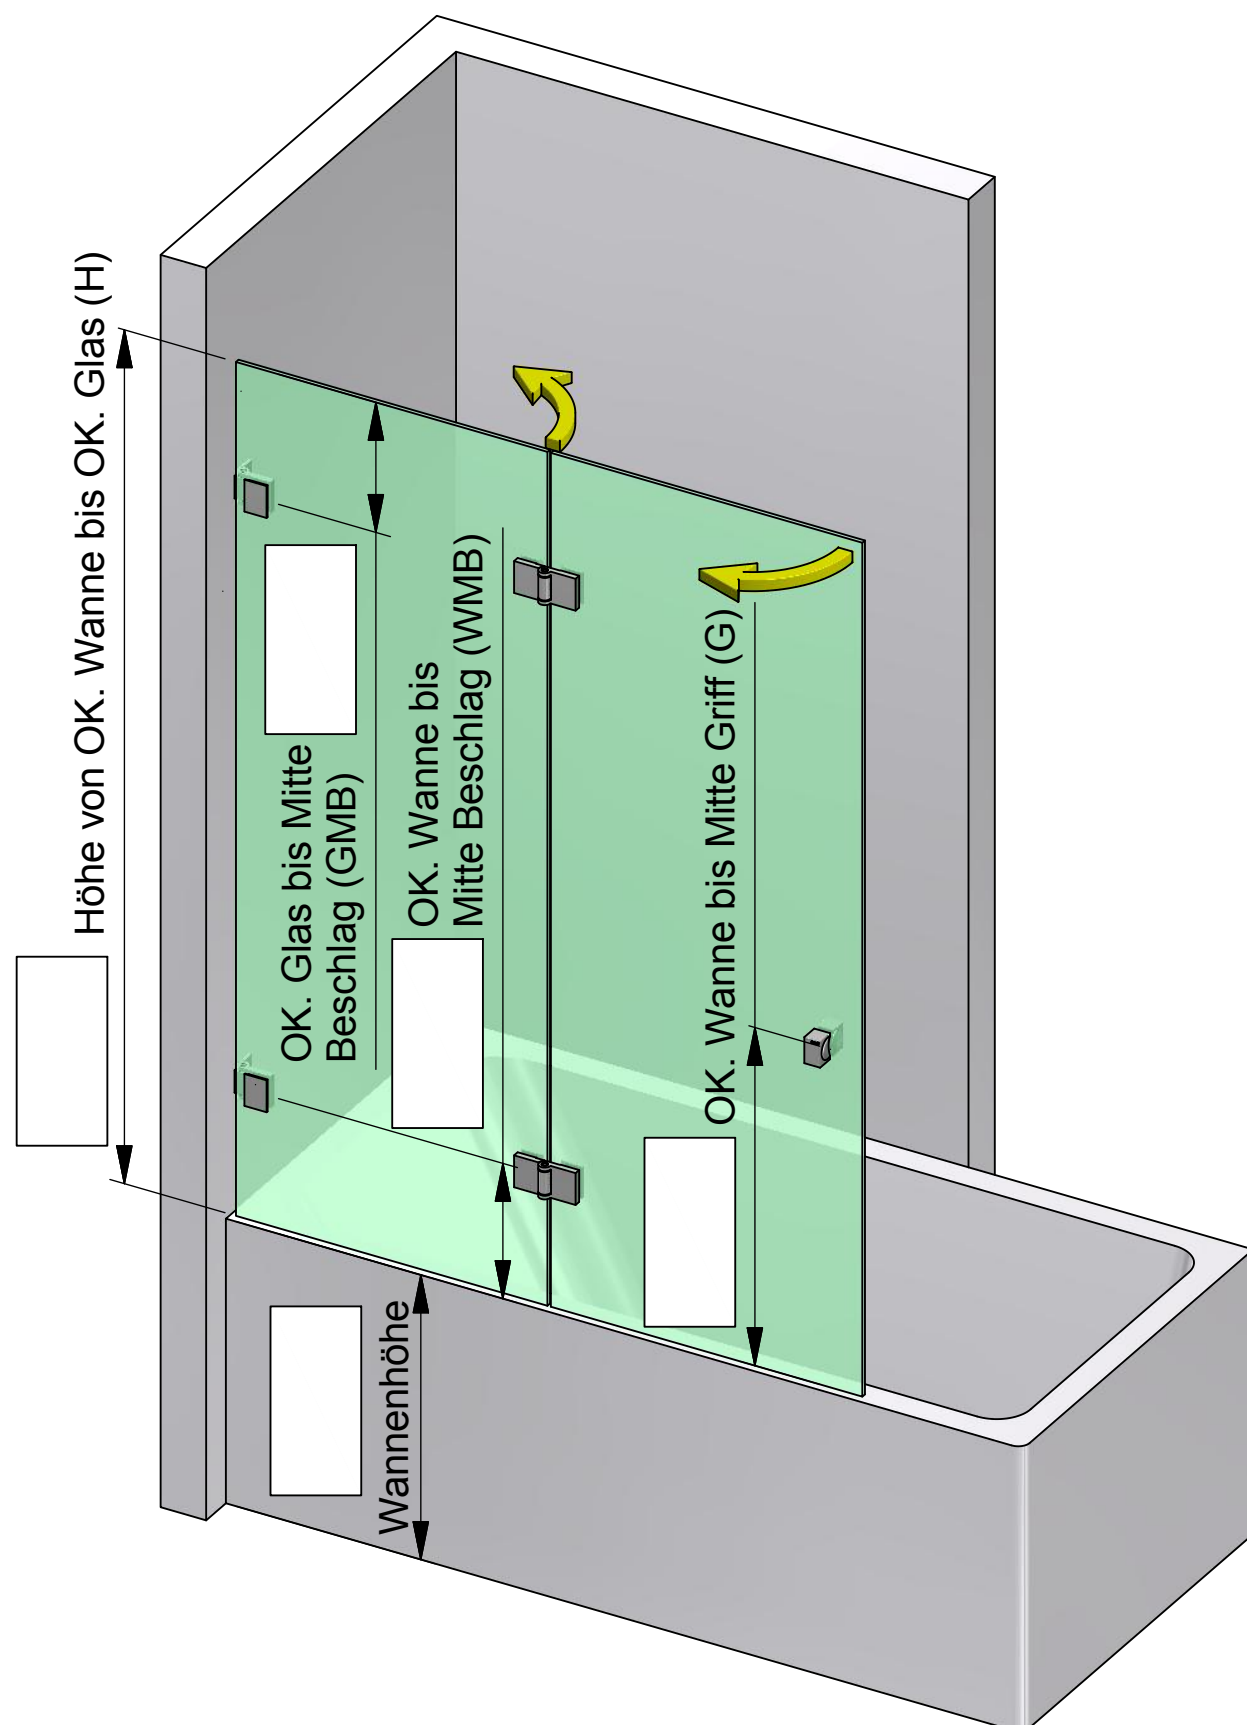 Höhe von OK. Wanne bis OK. Glas (H)
OK. Glas bis Mitte
Beschlag (GMB)
OK. Wanne bis
Mitte Beschlag (WMB)
OK. Wanne bis Mitte Griff (G)
Wannenhöhe